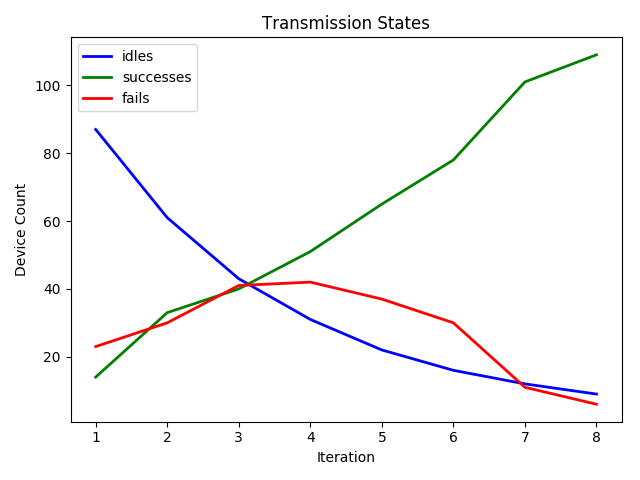 Transmission States
idles
successes
fails
Device Count
100
80
60
40
20
1 2 3 4 5 6 7 8
Iteration